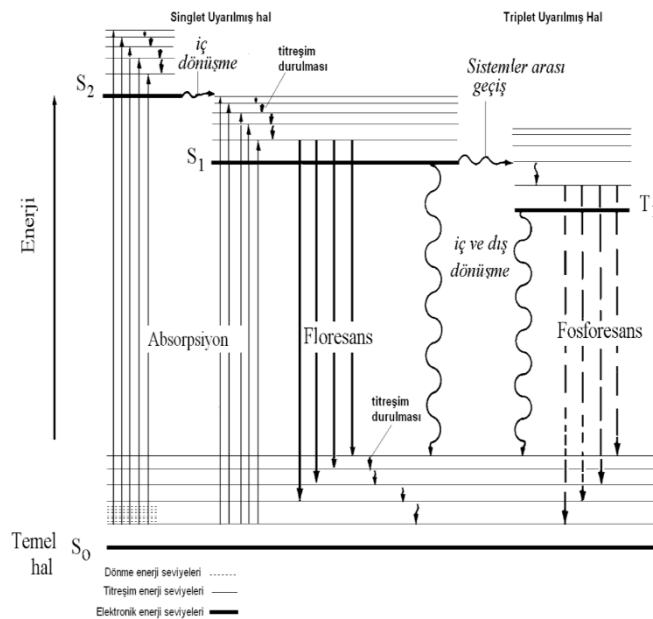 Singlet Uyarılmış hal
Triplet Uyarılmış Hal
iç
dönüşme
titreşim
durulması
Sistemler arası
geçiş
S2
S1
T1
Enerji
iç ve dış
dönüşme
Absorpsiyon
Floresans
Fosforesans
titreşim
durulması
Temel
hal
S0
Dönme enerji seviyeleri
Titreşim enerji seviyeleri
Elektronik enerji seviyeleri